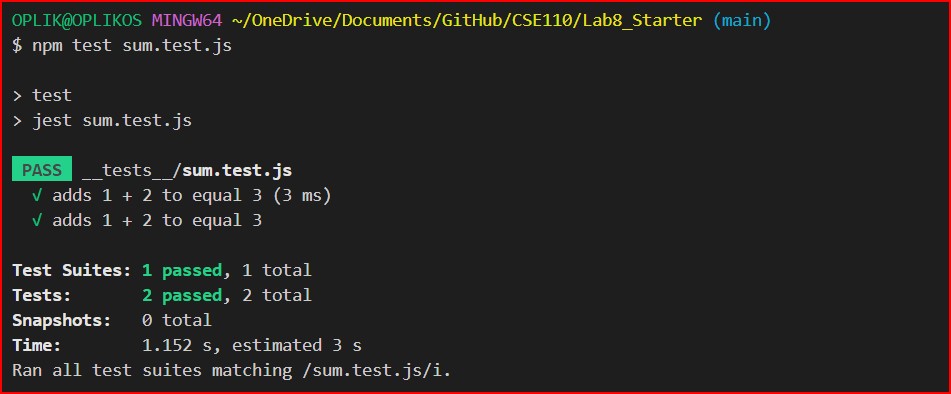 OPLIK@OPLIKOS MINGW64 ~/OneDrive/Documents/GitHub/CSE110/Lab8_Starter (main)
$ npm test sum.test.js
> test
> jest sum.test.js
PASS __tests__/sum.test.js
√ adds 1 + 2 to equal 3 (3 ms)
√ adds 1 + 2 to equal 3
Test Suites: 1 passed, 1 total
Tests: 2 passed, 2 total
Snapshots: 0 total
Time: 1.152 s, estimated 3 s
Ran all test suites matching /sum.test.js/i.